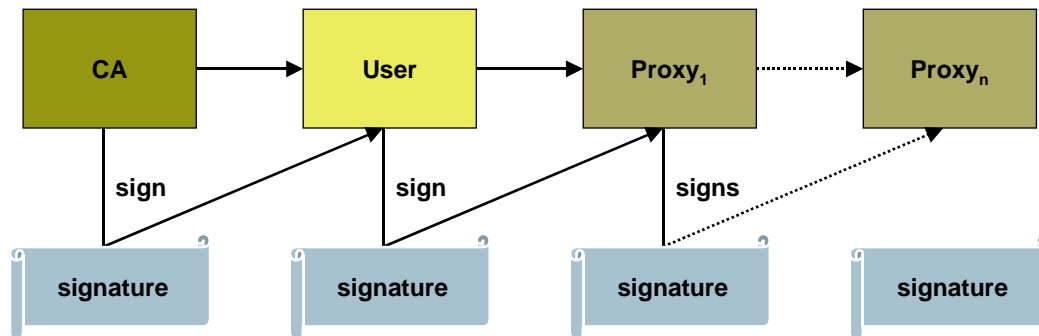 CA
User
Proxy₁
Proxyₙ
sign
sign
signs
signature
signature
signature
signature